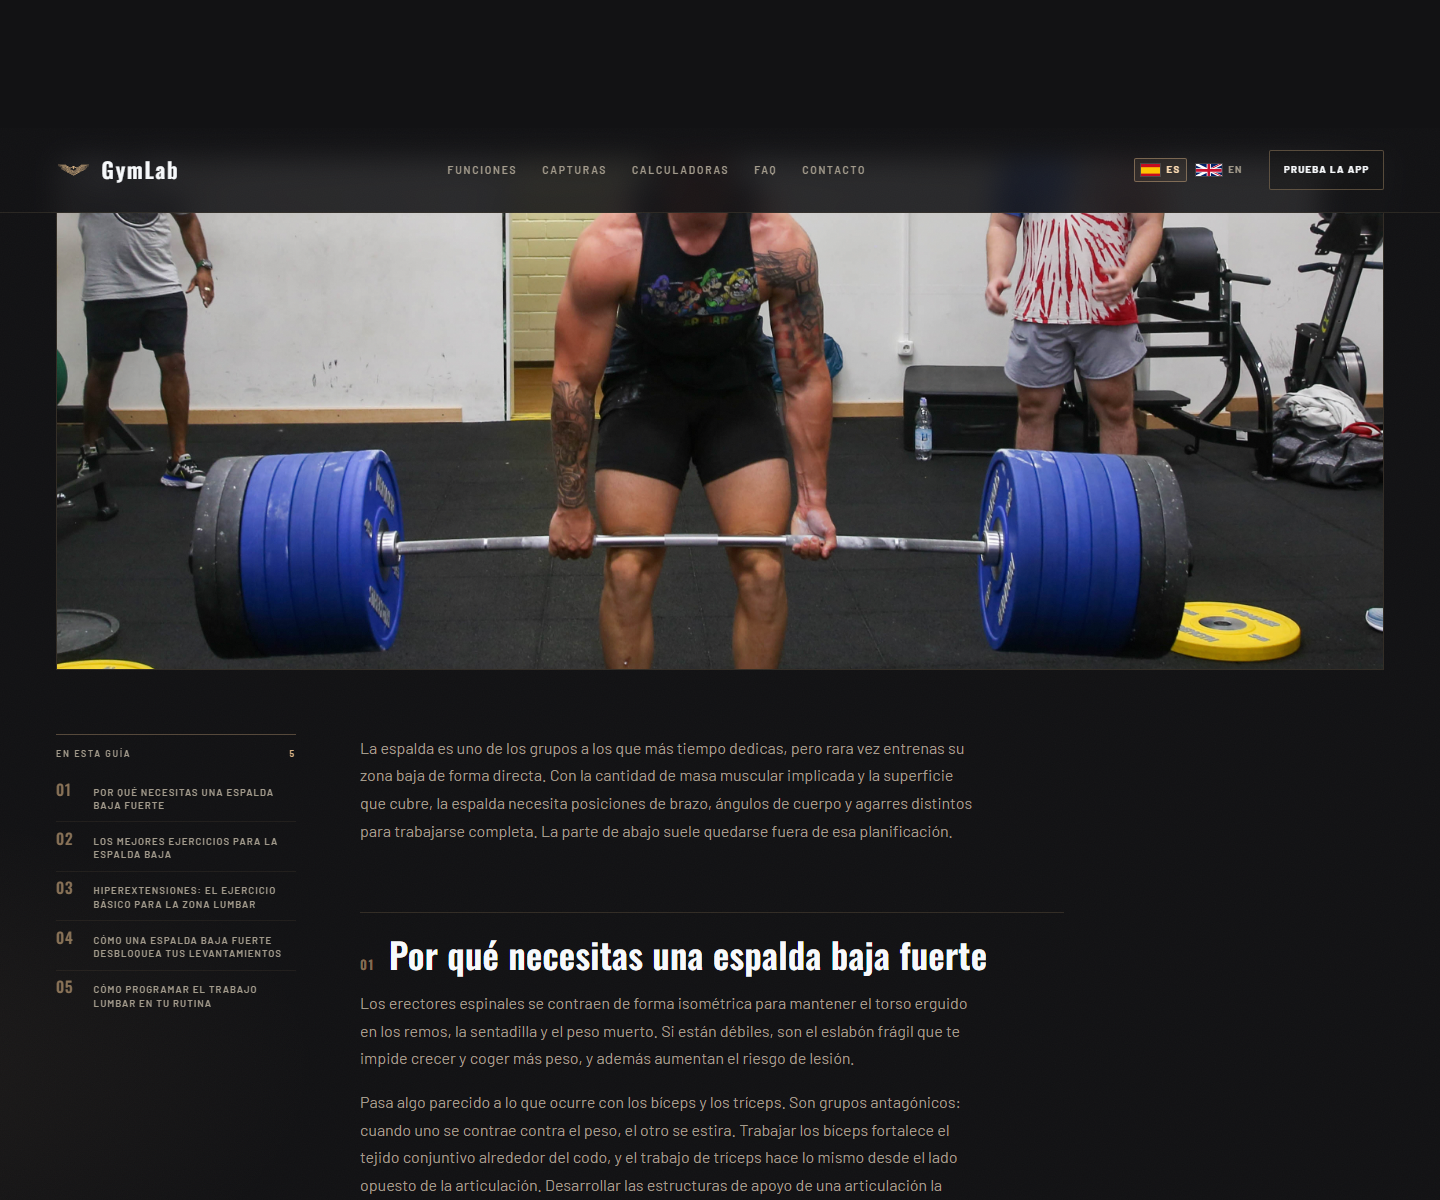 GymLab
FUNCIONES
CAPTURAS
CALCULADORAS
FAQ
CONTACTO
ES
EN
PRUEBA LA APP
EN ESTA GUÍA
5
01 POR QUÉ NECESITAS UNA ESPALDA
BAJA FUERTE
02 LOS MEJORES EJERCICIOS PARA LA
ESPALDA BAJA
03 HIPEREXTENSIONES: EL EJERCICIO
BÁSICO PARA LA ZONA LUMBAR
04 CÓMO UNA ESPALDA BAJA FUERTE
DESBLOQUEA TUS LEVANTAMIENTOS
05 CÓMO PROGRAMAR EL TRABAJO
LUMBAR EN TU RUTINA
La espalda es uno de los grupos a los que más tiempo dedicas, pero rara vez entrenas su
zona baja de forma directa. Con la cantidad de masa muscular implicada y la superficie
que cubre, la espalda necesita posiciones de brazo, ángulos de cuerpo y agarres distintos
para trabajarse completa. La parte de abajo suele quedarse fuera de esa planificación.
01 Por qué necesitas una espalda baja fuerte
Los erectores espinales se contraen de forma isométrica para mantener el torso erguido
en los remos, la sentadilla y el peso muerto. Si están débiles, son el eslabón frágil que te
impide crecer y coger más peso, y además aumentan el riesgo de lesión.
Pasa algo parecido a lo que ocurre con los bíceps y los tríceps. Son grupos antagónicos:
cuando uno se contrae contra el peso, el otro se estira. Trabajar los bíceps fortalece el
tejido conjuntivo alrededor del codo, y el trabajo de tríceps hace lo mismo desde el lado
opuesto de la articulación. Desarrollar las estructuras de apoyo de una articulación la